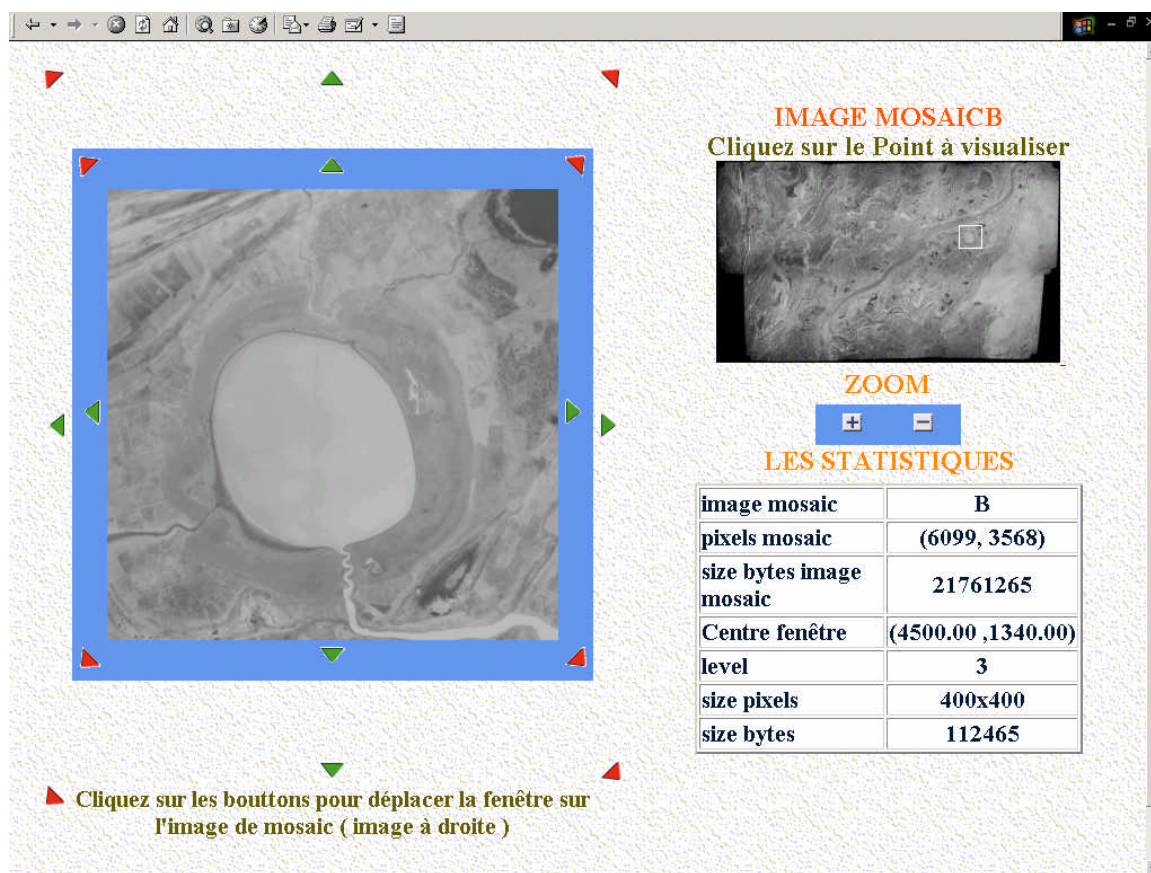 IMAGE MOSAICB
Cliquez sur le Point à visualiser
ZOOM
LES STATISTIQUES
image mosaic B
pixels mosaic (6099, 3568)
size bytes image
mosaic 21761265
Centre fenêtre (4500.00 ,1340.00)
level 3
size pixels 400x400
size bytes 112465
Cliquez sur les bouttons pour déplacer la fenêtre sur
l'image de mosaic ( image à droite )